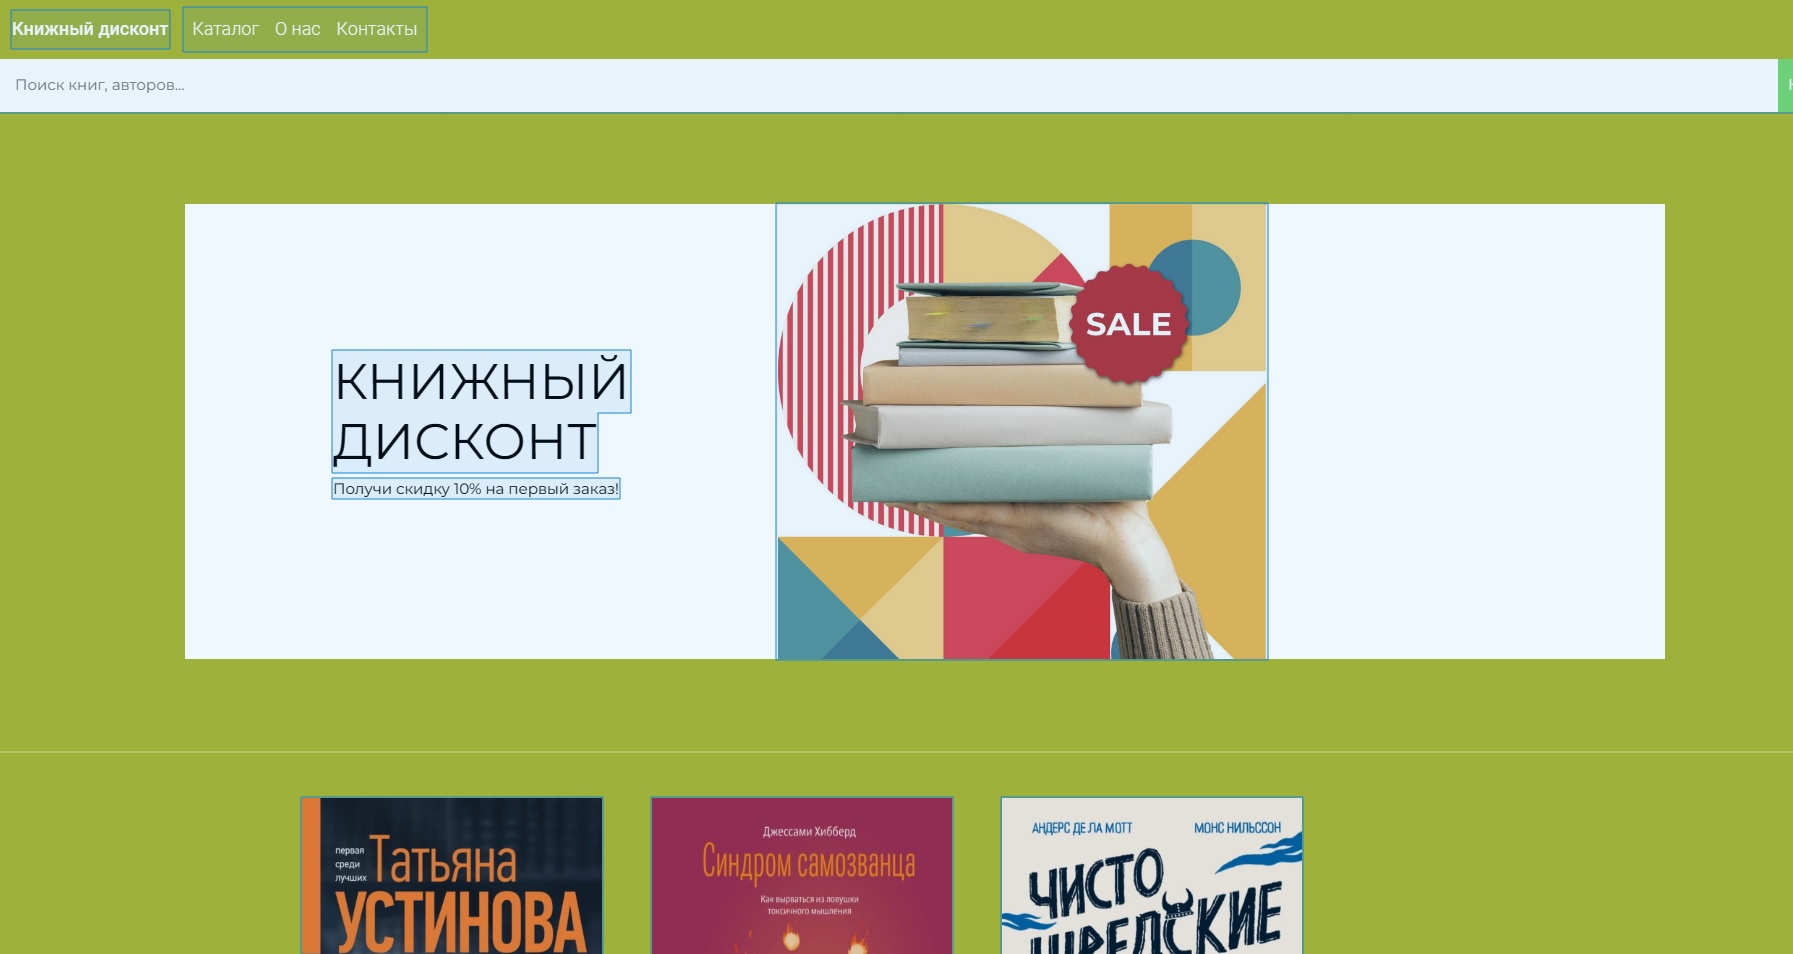 Книжный дисконт
Каталог О нас Контакты
Поиск книг, авторов...
КНИЖНЫЙ
ДИСКОНТ
Получи скидку 10% на первый заказ!
SALE
первая
среди
лучших
Татьяна
УСТИНОВА
Джессами Хибберд
Синдром самозванца
Как вырваться из ловушки
токсичного мышления
АНДЕРС ДЕ ЛА МОТТ МОНС НИЛЬССОН
ЧИСТО
ШВЕДСКИЕ